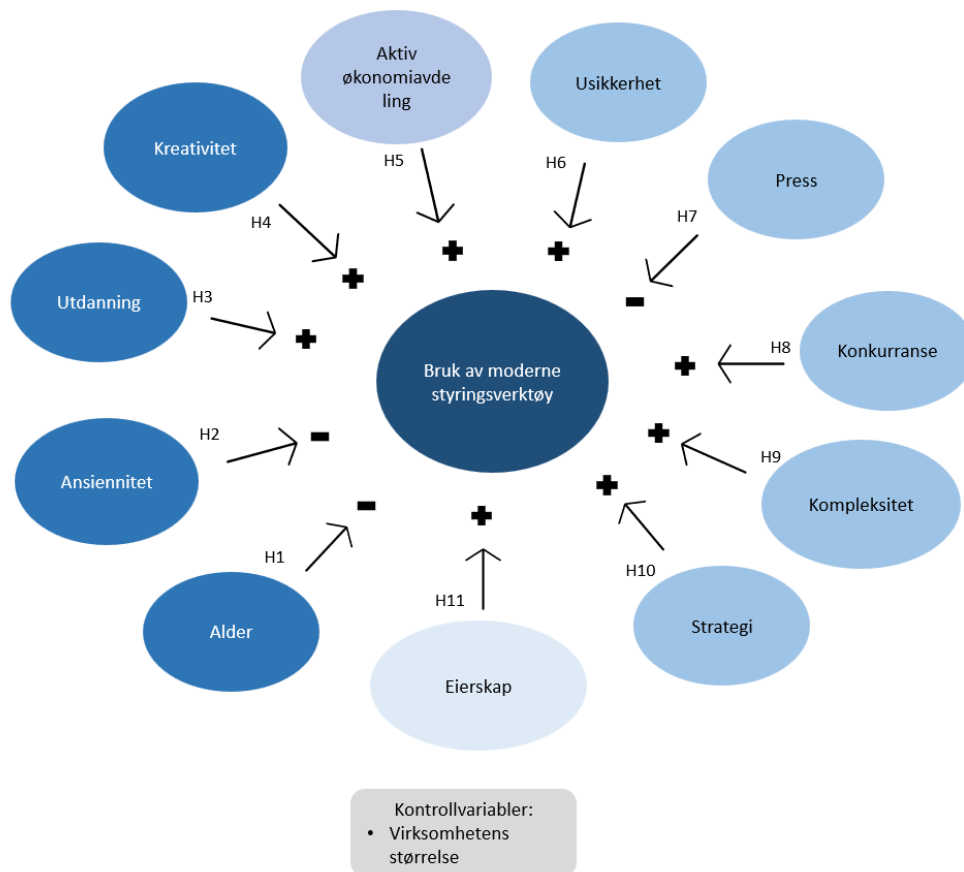 Aktiv
økonomiavde
ling
Usikkerhet
Kreativitet
H5
H6
Press
H4
H7
Utdanning
H3
Bruk av moderne
styringsverktøy
H8
Konkurranse
Ansiennitet
H2
H9
Kompleksitet
H1
H10
Alder
H11
Strategi
Eierskap
Kontrollvariabler:
• Virksomhetens
størrelse